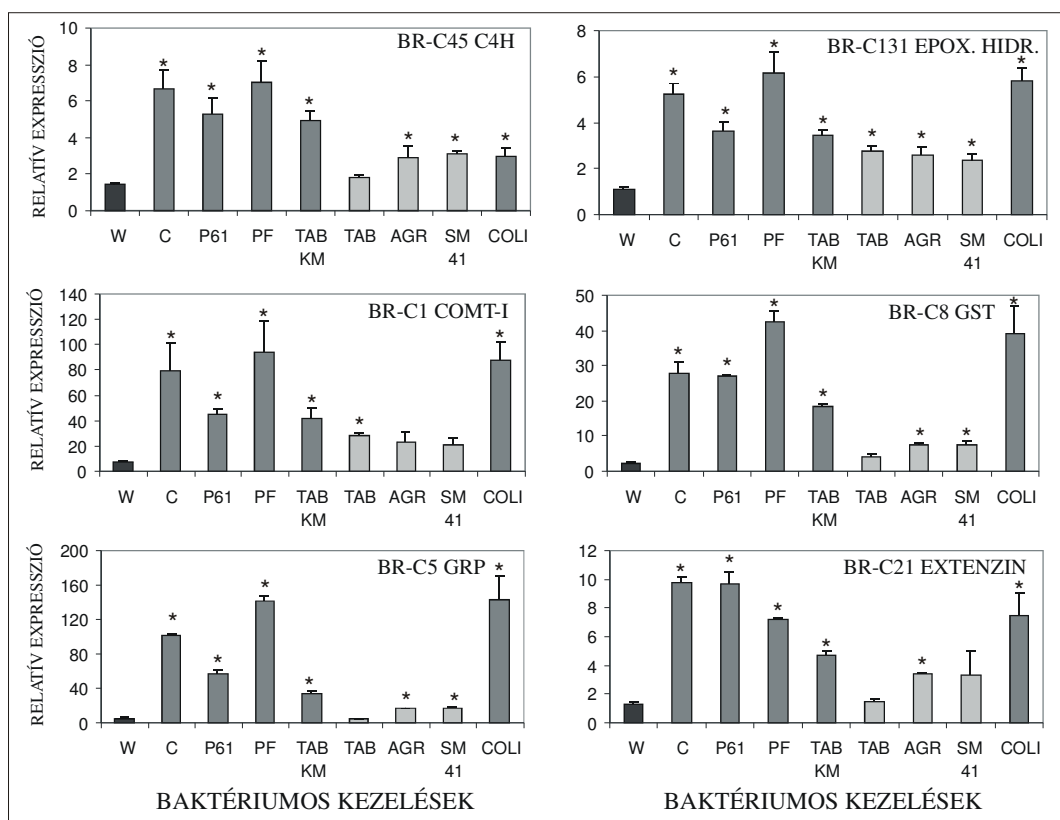 BR-C45 C4H
RELATÍV EXPRESSZIÓ
10
8
6
4
2
0
* * * * * * *
W C P61 PF TAB KM TAB AGR SM 41 COLI
BR-C131 EPOX. HIDR.
8
6
4
2
0
* * * * * * * *
W C P61 PF TAB KM TAB AGR SM 41 COLI
BR-C1 COMT-I
RELATÍV EXPRESSZIÓ
140
120
100
80
60
40
20
0
* * * * * *
W C P61 PF TAB KM TAB AGR SM 41 COLI
BR-C8 GST
50
40
30
20
10
0
* * * * * * *
W C P61 PF TAB KM TAB AGR SM 41 COLI
BR-C5 GRP
RELATÍV EXPRESSZIÓ
200
160
120
80
40
0
* * * * * * *
W C P61 PF TAB KM TAB AGR SM 41 COLI
BAKTÉRIUMOS KEZELÉSEK
BR-C21 EXTENZIN
12
10
8
6
4
2
0
* * * * * *
W C P61 PF TAB KM TAB AGR SM 41 COLI
BAKTÉRIUMOS KEZELÉSEK